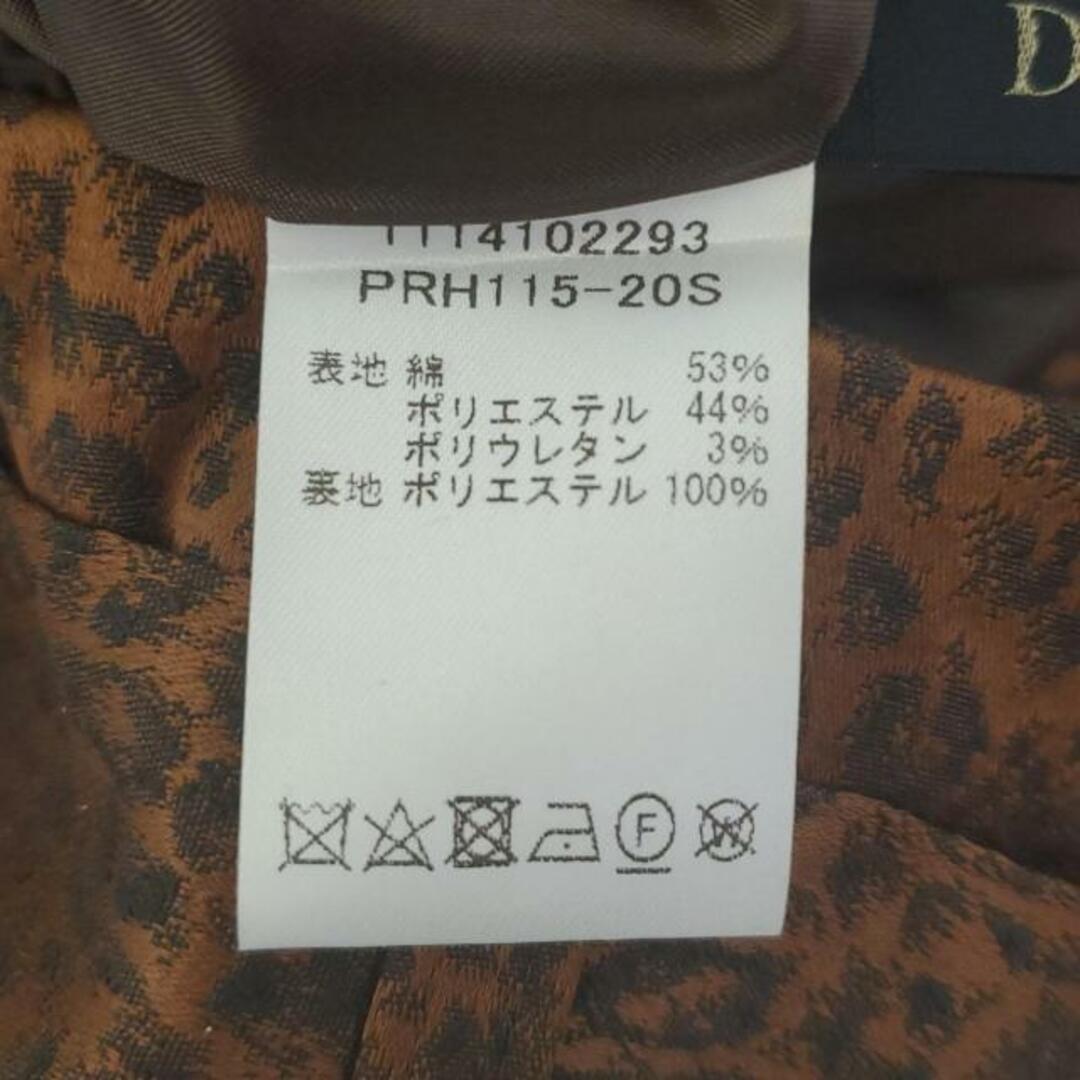 1114102293
PRH115-20S
表地 綿 53%
ポリエステル 44%
ポリウレタン 3%
裏地 ポリエステル 100%
F
W
D